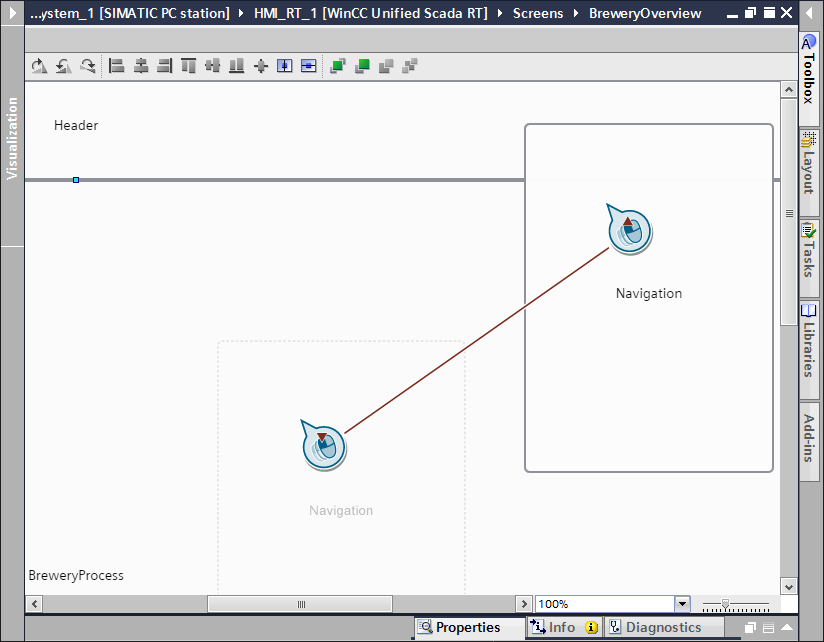 ...ystem_1 [SIMATIC PC station] HMI_RT_1 [WinCC Unified Scada RT] Screens BreweryOverview
Visualization
Toolbox
Layout
Tasks
Libraries
Add-ins
Header
Navigation
Navigation
BreweryProcess
100%
Properties
Info
Diagnostics